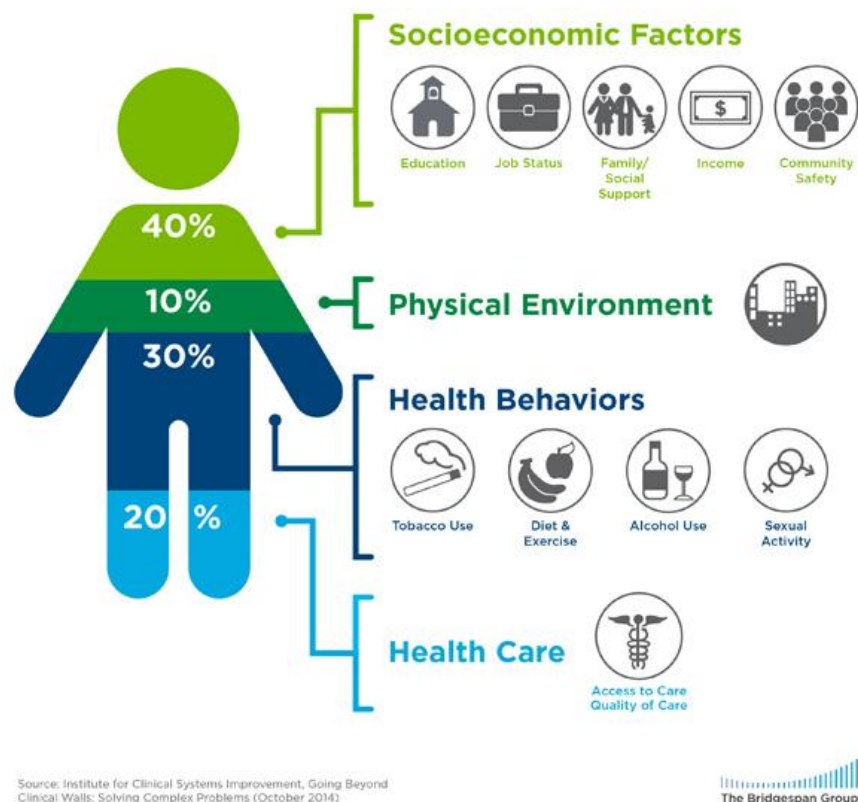 Socioeconomic Factors
$
Education
Job Status
Family/
Social
Support
Income
Community
Safety
40%
10%
Physical Environment
30%
Health Behaviors
Tobacco Use
Diet &
Exercise
Alcohol Use
Sexual
Activity
20 %
Health Care
Access to Care
Quality of Care
Source: Institute for Clinical Systems Improvement, Going Beyond
Clinical Walls: Solving Complex Problems (October 2014)
The Bridgespan Group